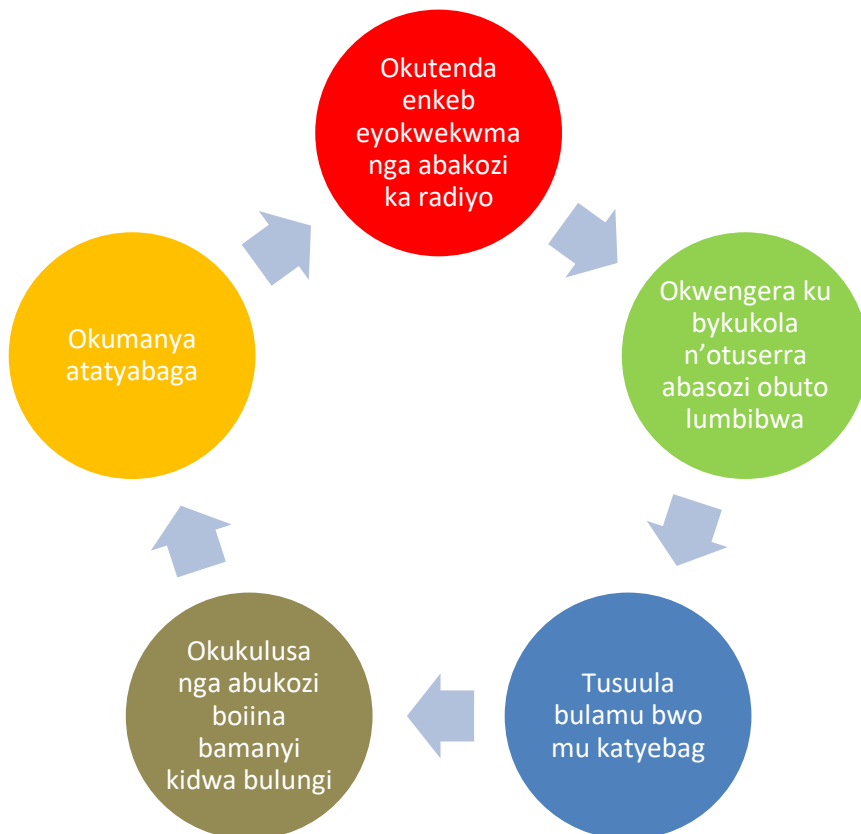 Okutenda
enkeb
eyokwekwma
nga abakozi
ka radiyo
Okwengera ku
bykukola
n'otuserra
abasozi obuto
lumbibwa
Tusuula
bulamu bwo
mu katyebag
Okukulusa
nga abukozi
boiina
bamanyi
kidwa bulungi
Okumanya
atatyabaga